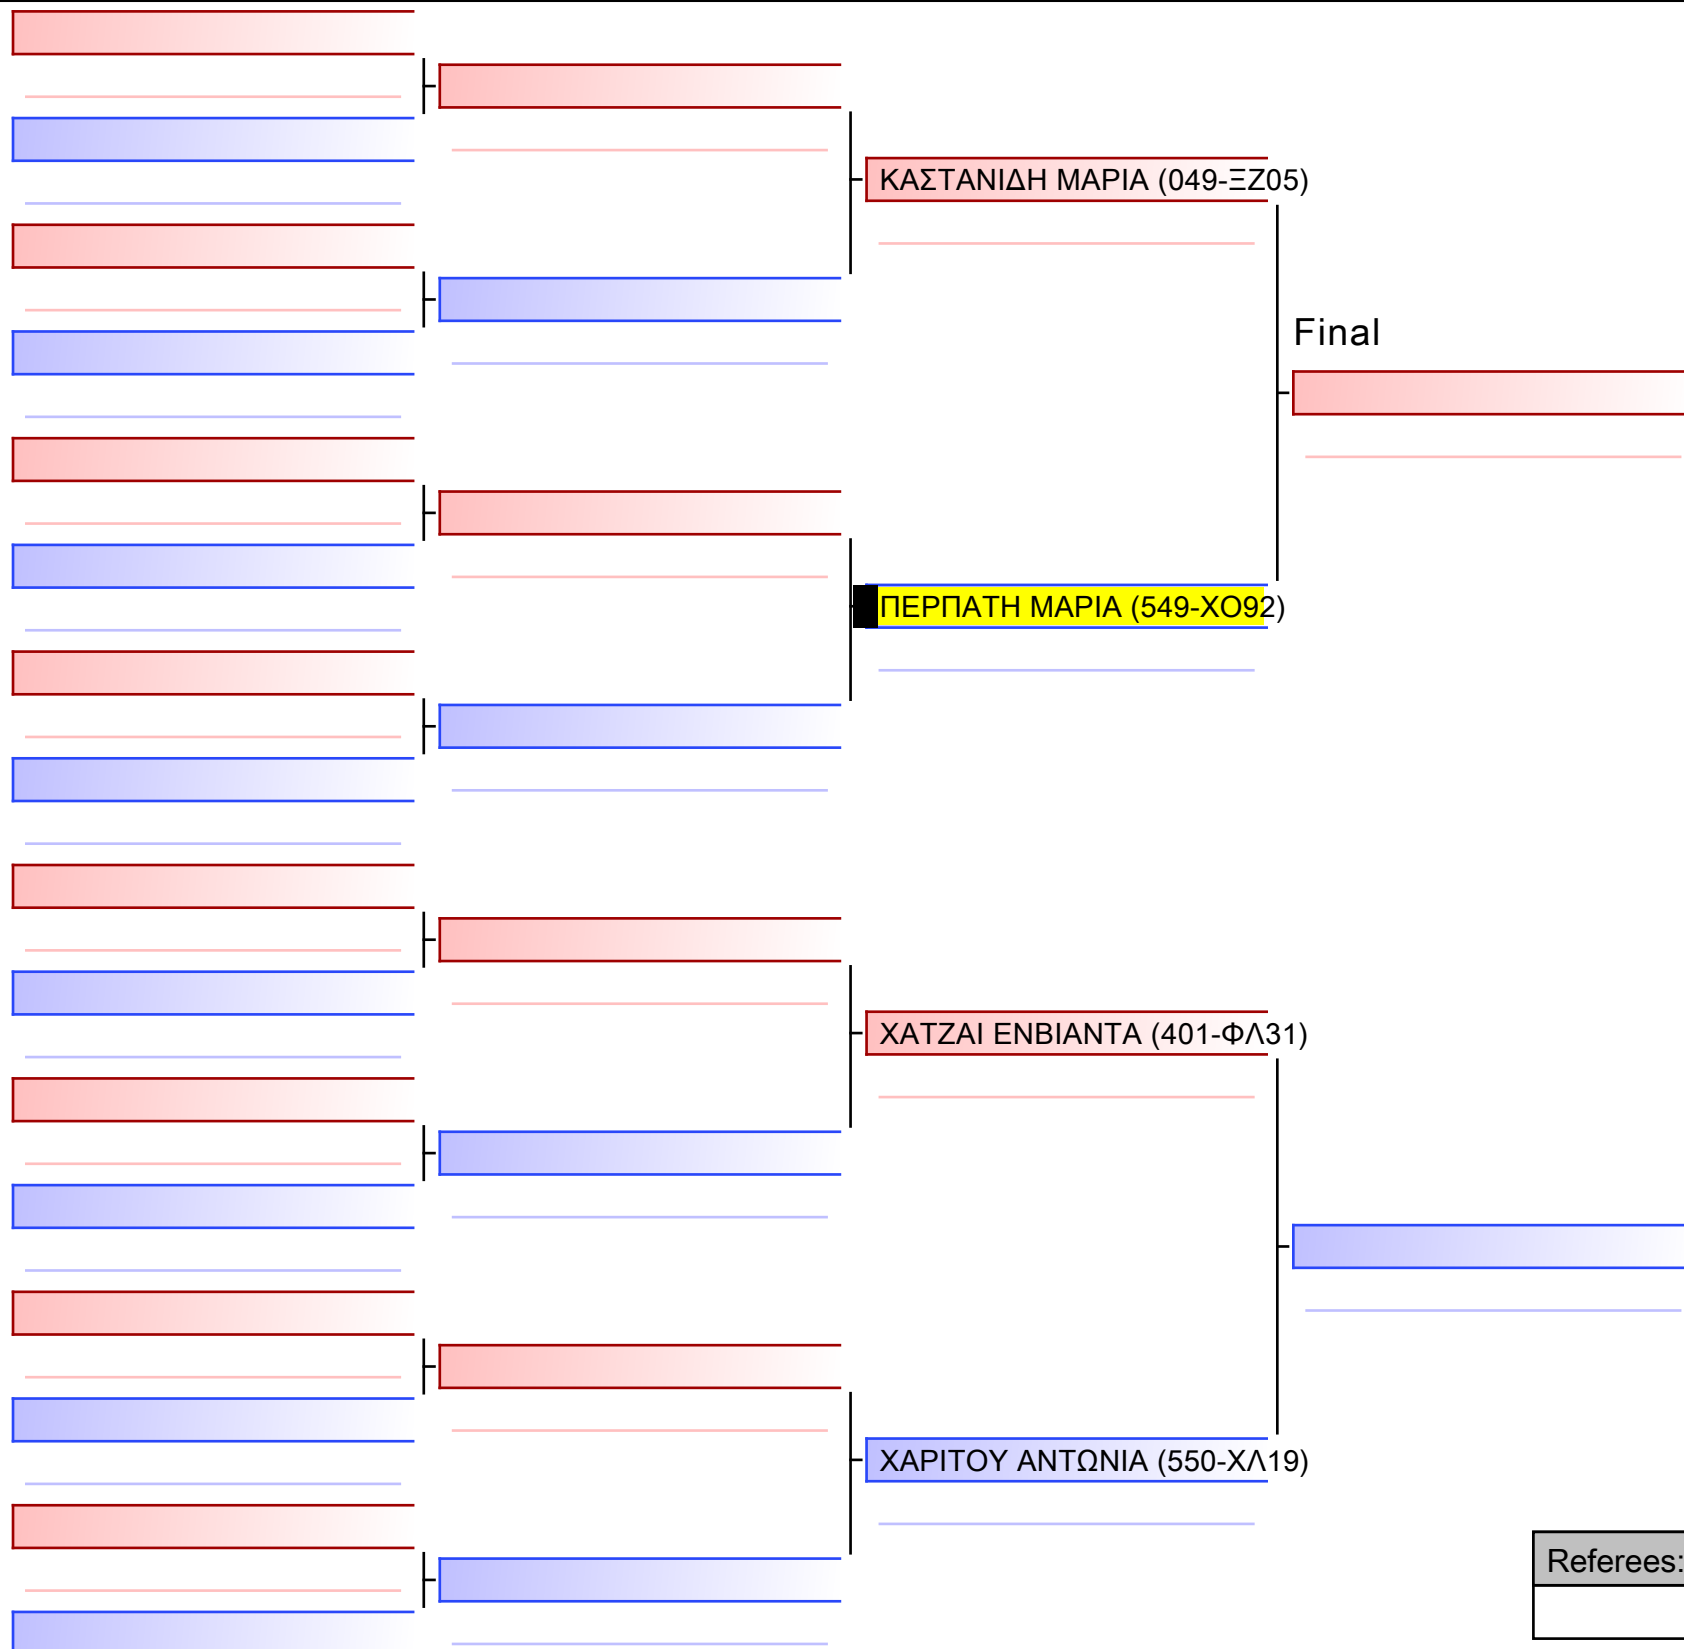 ΚΑΣΤΑΝΙΔΗ ΜΑΡΙΑ (049-ΞΖ05)
Final
ΠΕΡΠΑΤΗ ΜΑΡΙΑ (549-ΧΟ92)
ΧΑΤΖΑΙ ΕΝΒΙΑΝΤΑ (401-ΦΛ31)
ΧΑΡΙΤΟΥ ΑΝΤΩΝΙΑ (550-ΧΛ19)
Referees: